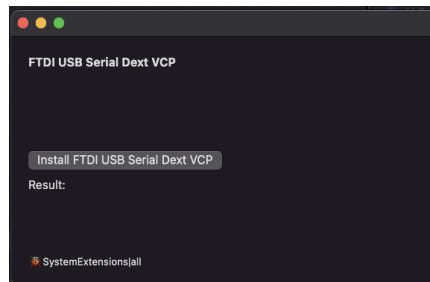 FTDI USB Serial Dext VCP
Install FTDI USB Serial Dext VCP
Result:
SystemExtensions|all